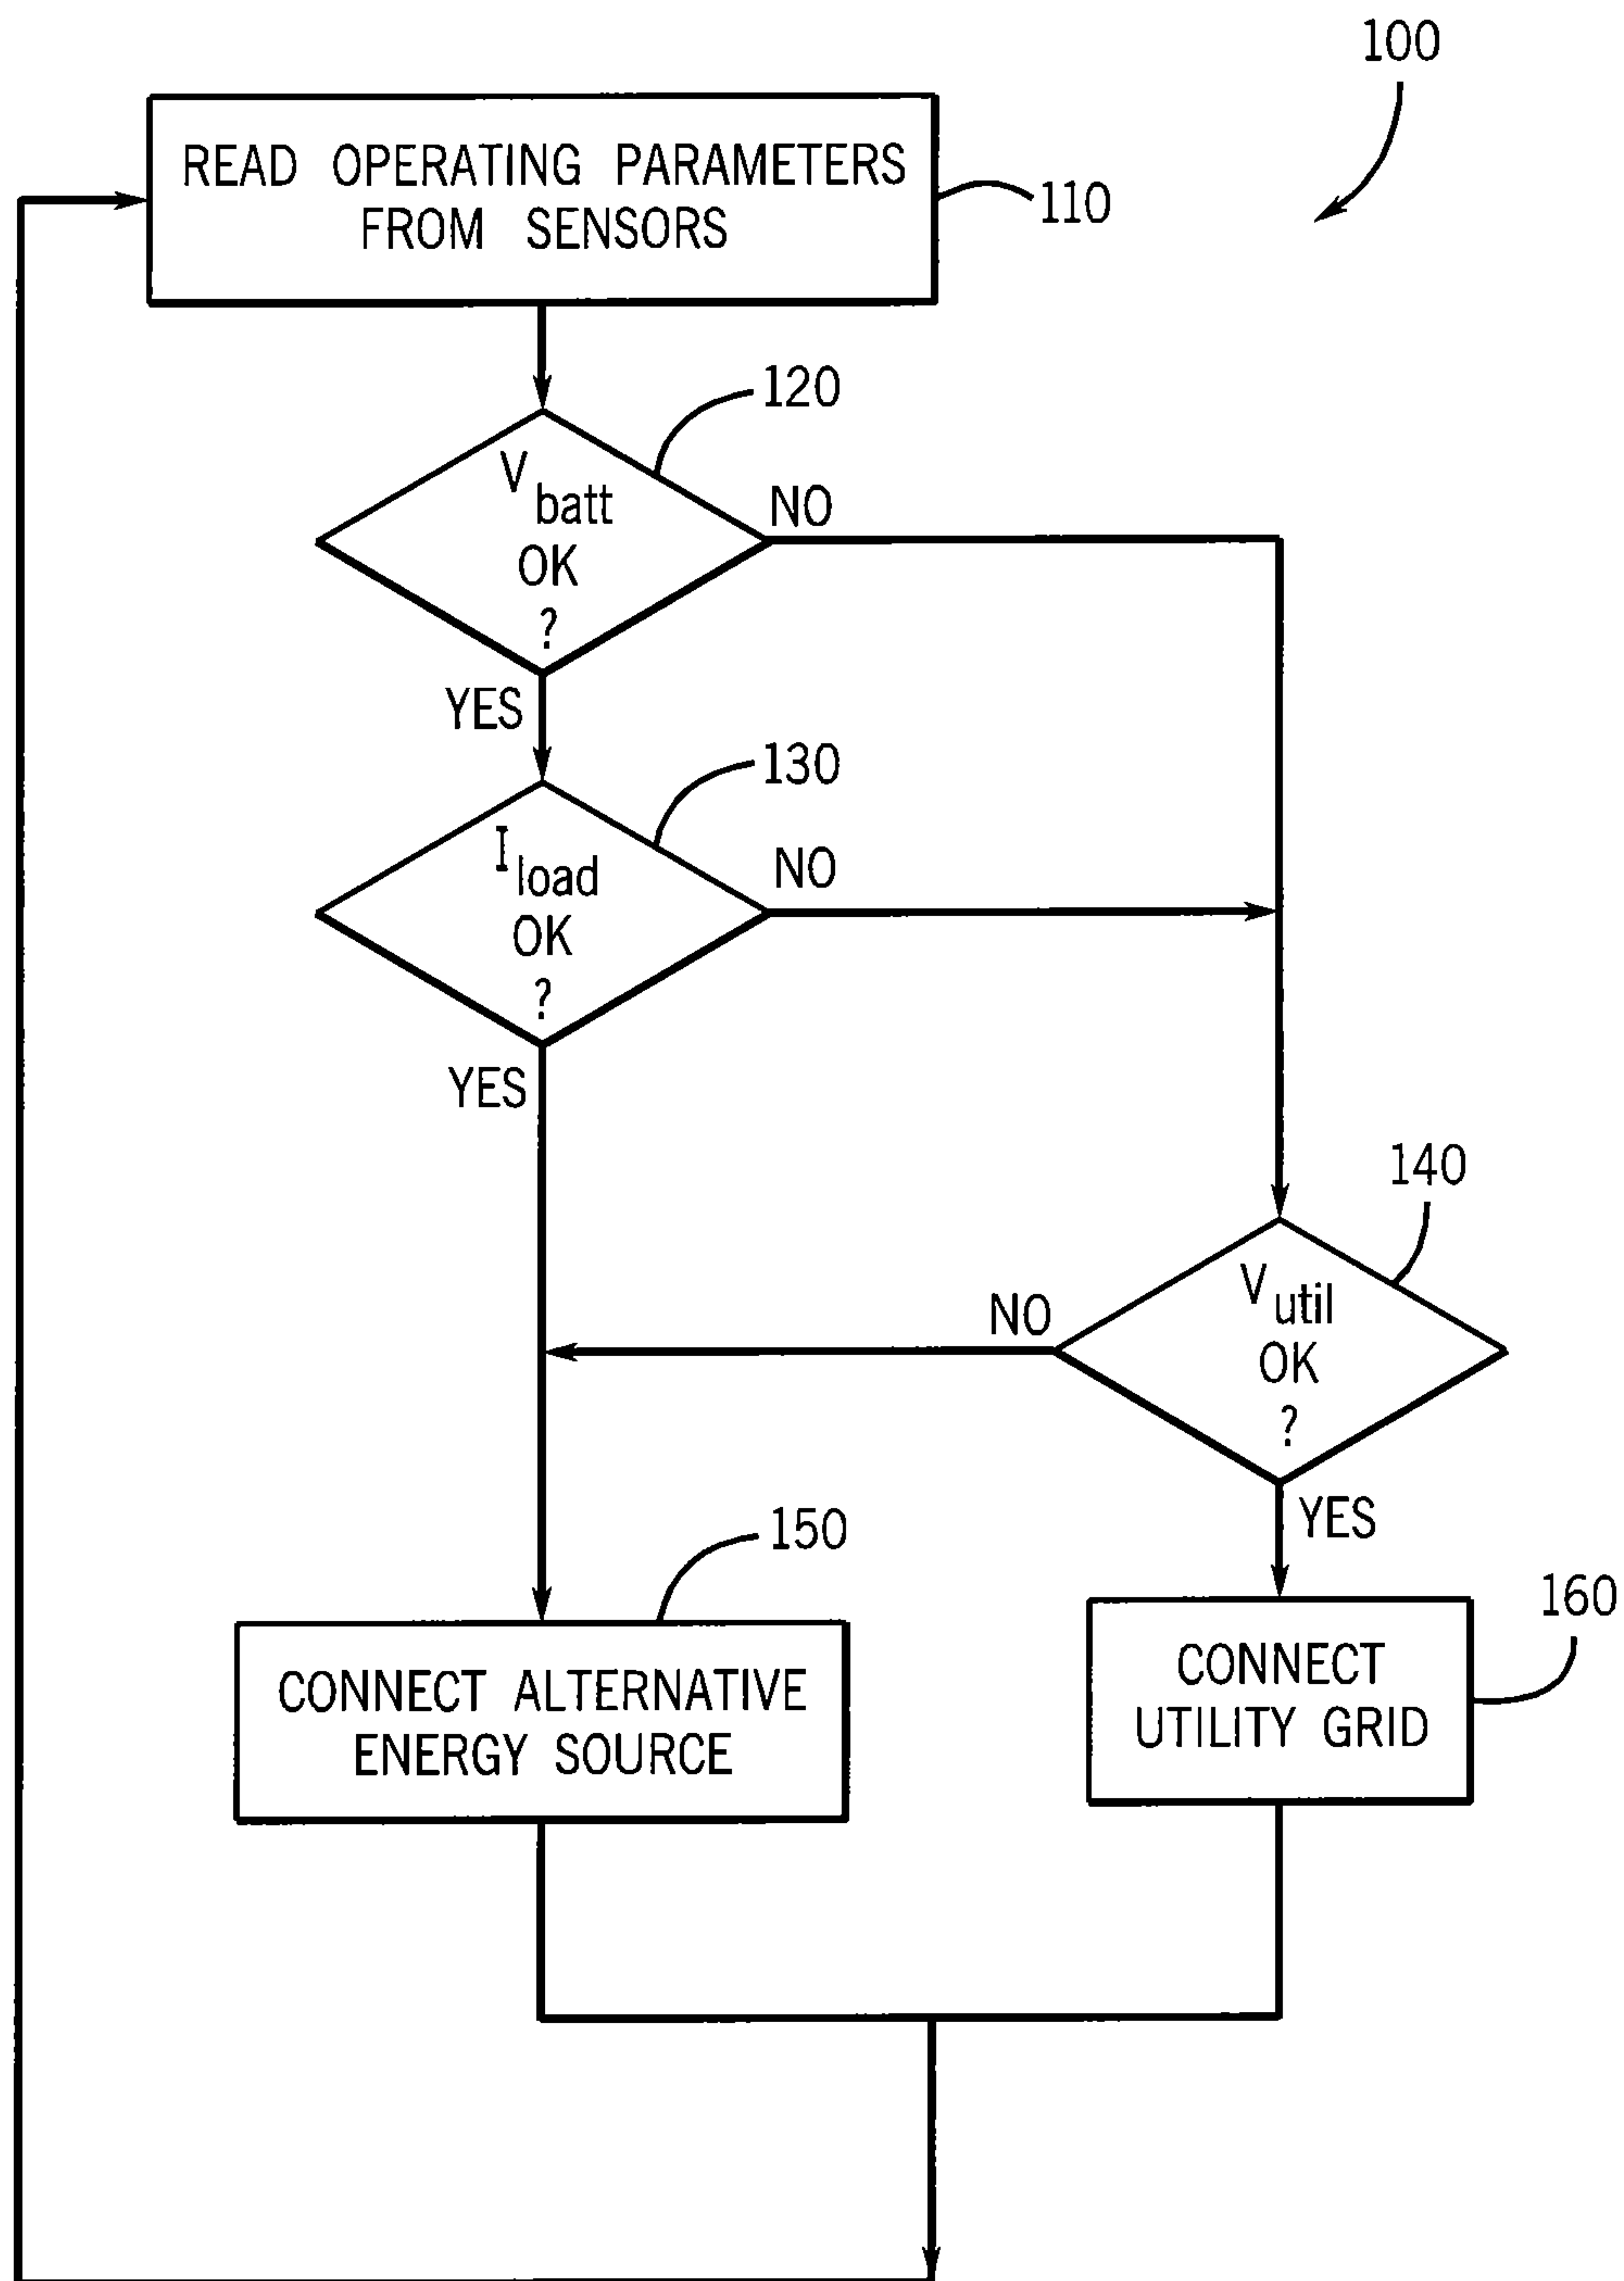 100
READ OPERATING PARAMETERS
FROM SENSORS
110
120
V batt
OK
?
NO
YES
130
I load
OK
?
NO
YES
140
V util
OK
?
NO
YES
150
CONNECT ALTERNATIVE
ENERGY SOURCE
160
CONNECT
UTILITY GRID